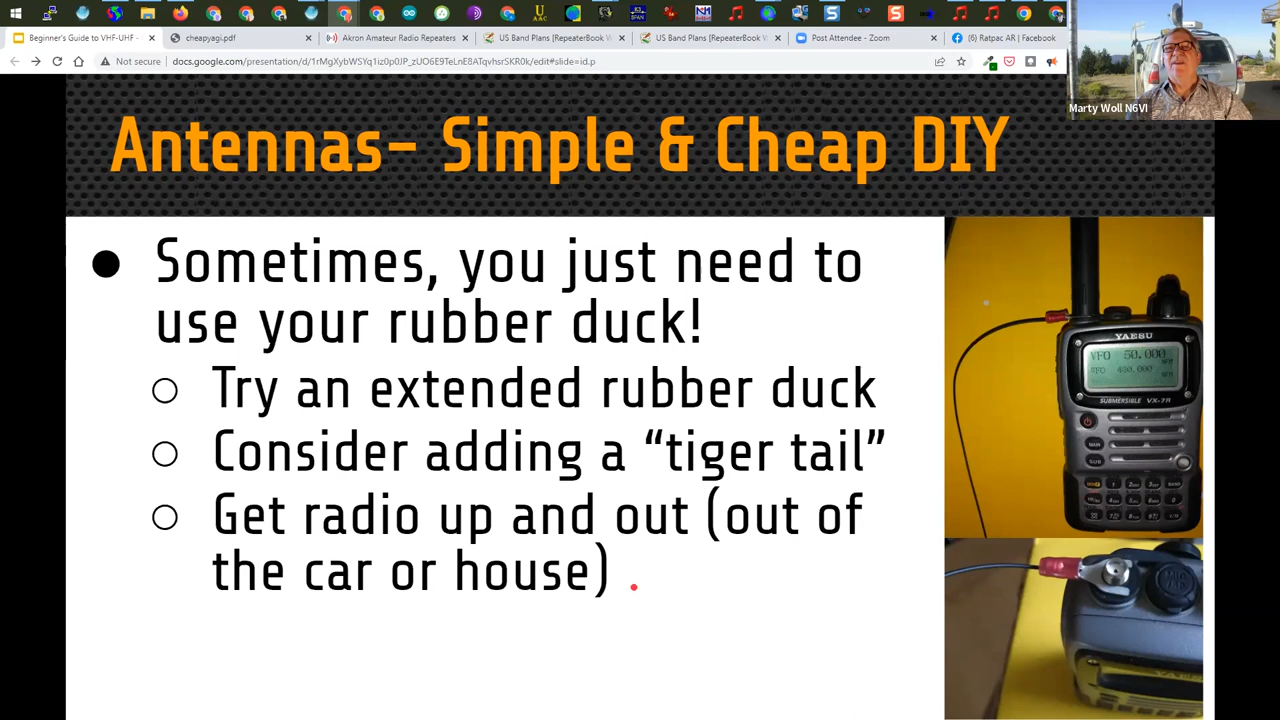 Beginner's Guide to VHF-UHF -
cheapyagi.pdf
Akron Amateur Radio Repeaters
US Band Plans [RepeaterBook W
US Band Plans [RepeaterBook W
Post Attendee - Zoom
(6) Ratpac AR | Facebook
Not secure
docs.google.com/presentation/d/1rMgXybWSYq1iz0p0JP_zUO6E9TeLnE8ATqvhsrSKR0k/edit#slide=id.p
Marty Woll N6VI
Antennas- Simple & Cheap DIY
● Sometimes, you just need to
use your rubber duck!
○ Try an extended rubber duck
○ Consider adding a “tiger tail”
○ Get radio up and out (out of
the car or house)
YAESU
VFO 50.000
430.000
SUBMERSIBLE VX-7R
MAIN
SUB